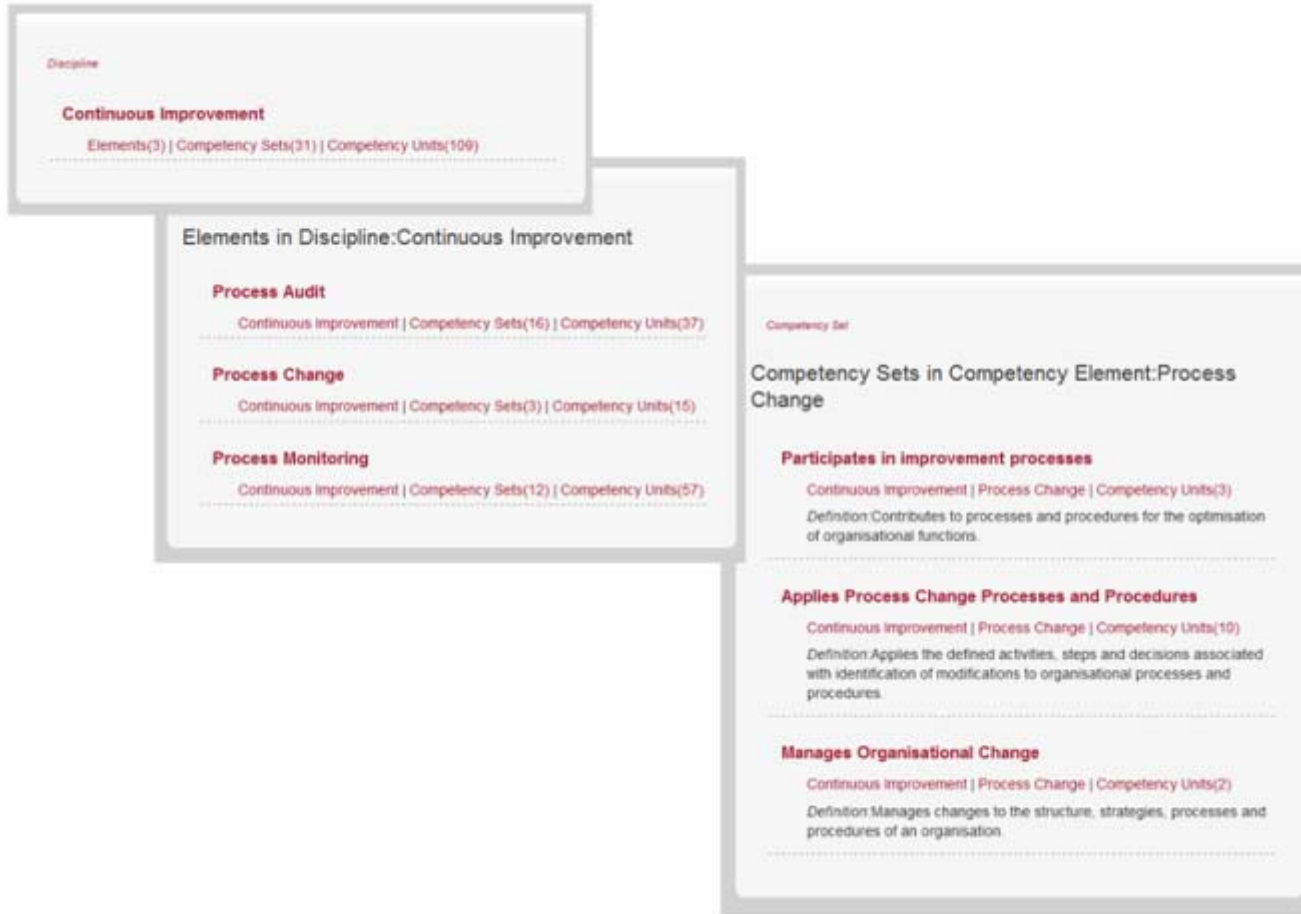 Discipline
Continuous Improvement
Elements(3) | Competency Sets(31) | Competency Units(109)
Elements in Discipline:Continuous Improvement
Process Audit
Continuous Improvement | Competency Sets(16) | Competency Units(37)
Process Change
Continuous Improvement | Competency Sets(3) | Competency Units(15)
Process Monitoring
Continuous Improvement | Competency Sets(12) | Competency Units(57)
Competency Set
Competency Sets in Competency Element:Process
Change
Participates in improvement processes
Continuous Improvement | Process Change | Competency Units(3)
Definition:Contributes to processes and procedures for the optimisation
of organisational functions.
Applies Process Change Processes and Procedures
Continuous Improvement | Process Change | Competency Units(10)
Definition:Applies the defined activities, steps and decisions associated
with identification of modifications to organisational processes and
procedures.
Manages Organisational Change
Continuous Improvement | Process Change | Competency Units(2)
Definition:Manages changes to the structure, strategies, processes and
procedures of an organisation.